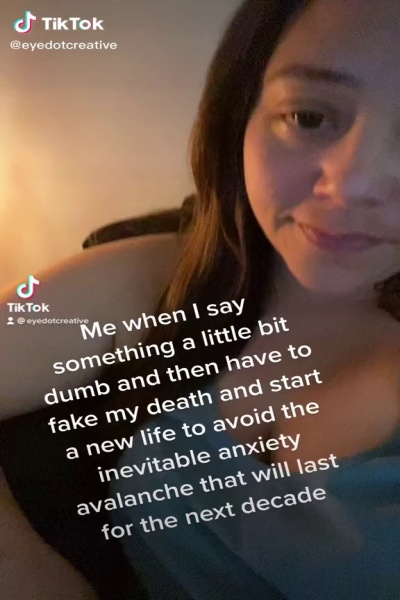 TikTok
@eyedotcreative
TikTok
@eyedotcreative
Me when I say
something a little bit
dumb and then have to
fake my death and start
a new life to avoid the
inevitable anxiety
avalanche that will last
for the next decade